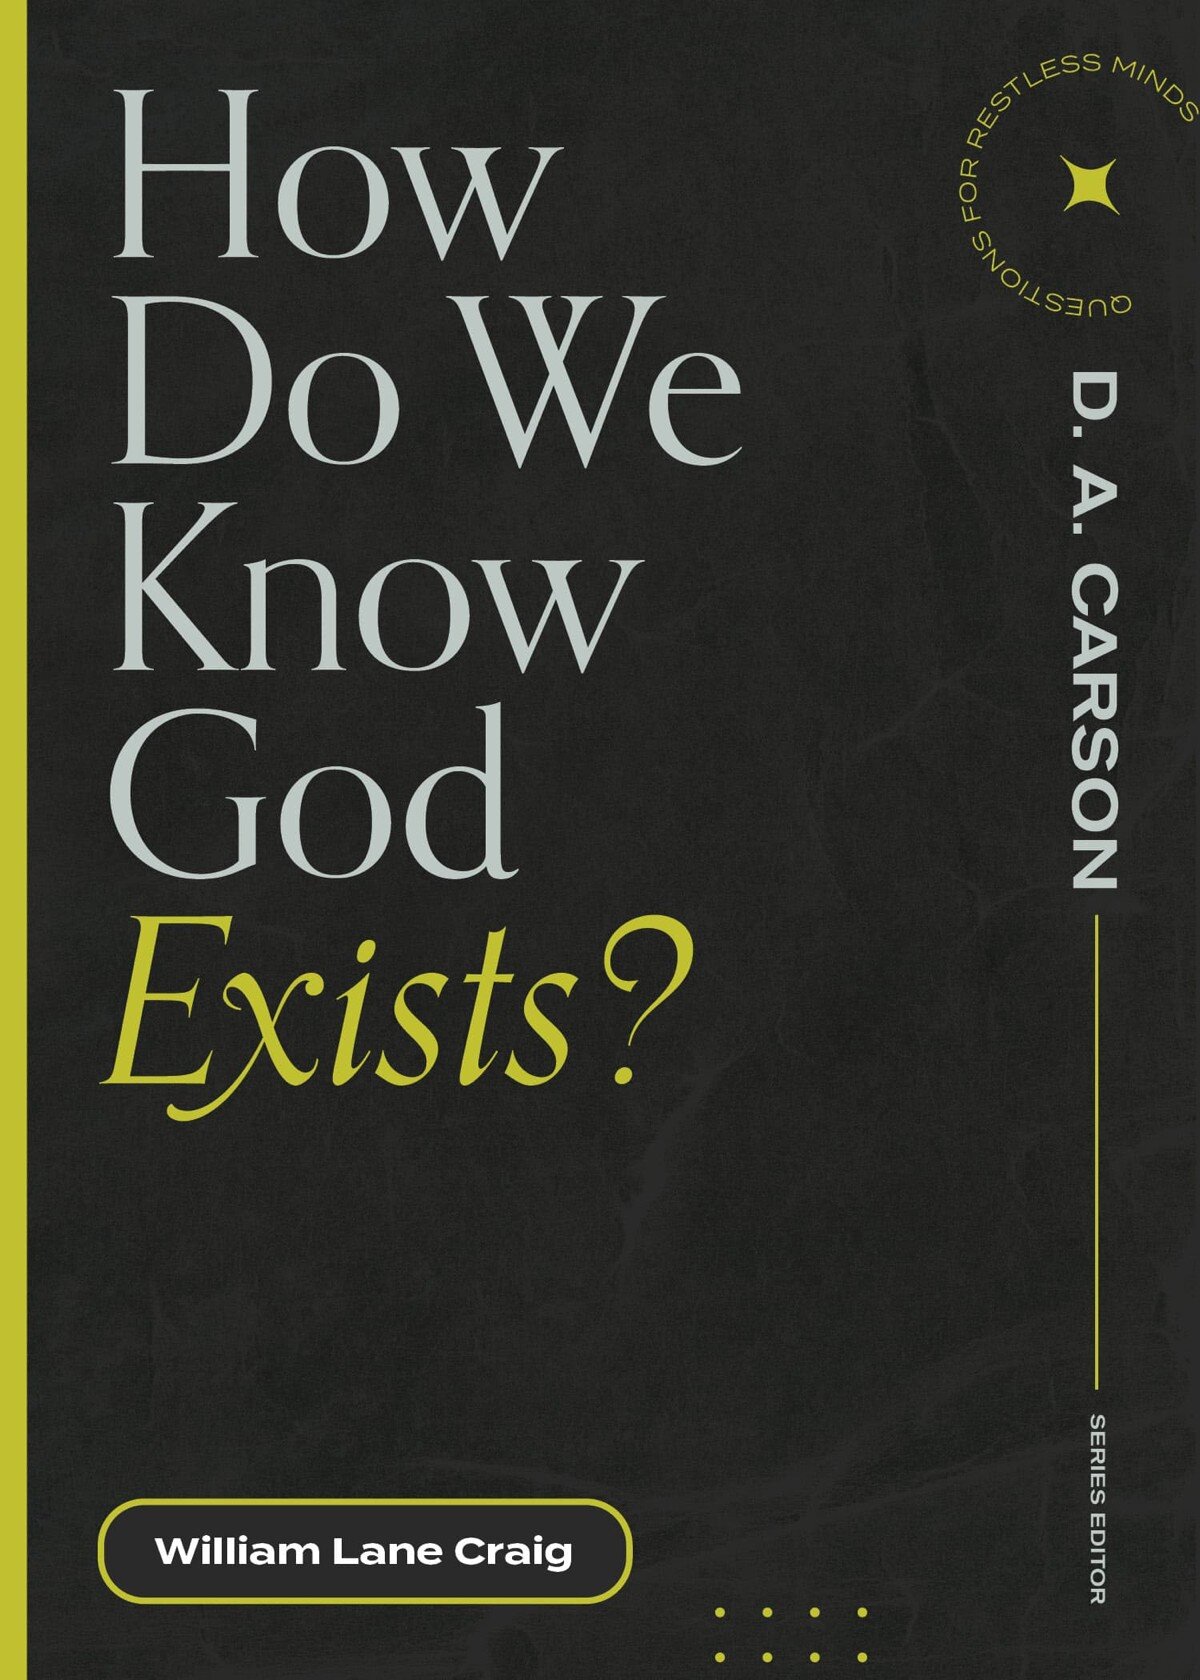 How
Do We
Know
God
Exists?
William Lane Craig
QUESTIONS FOR RESTLESS MINDS
D. A. CARSON
SERIES EDITOR